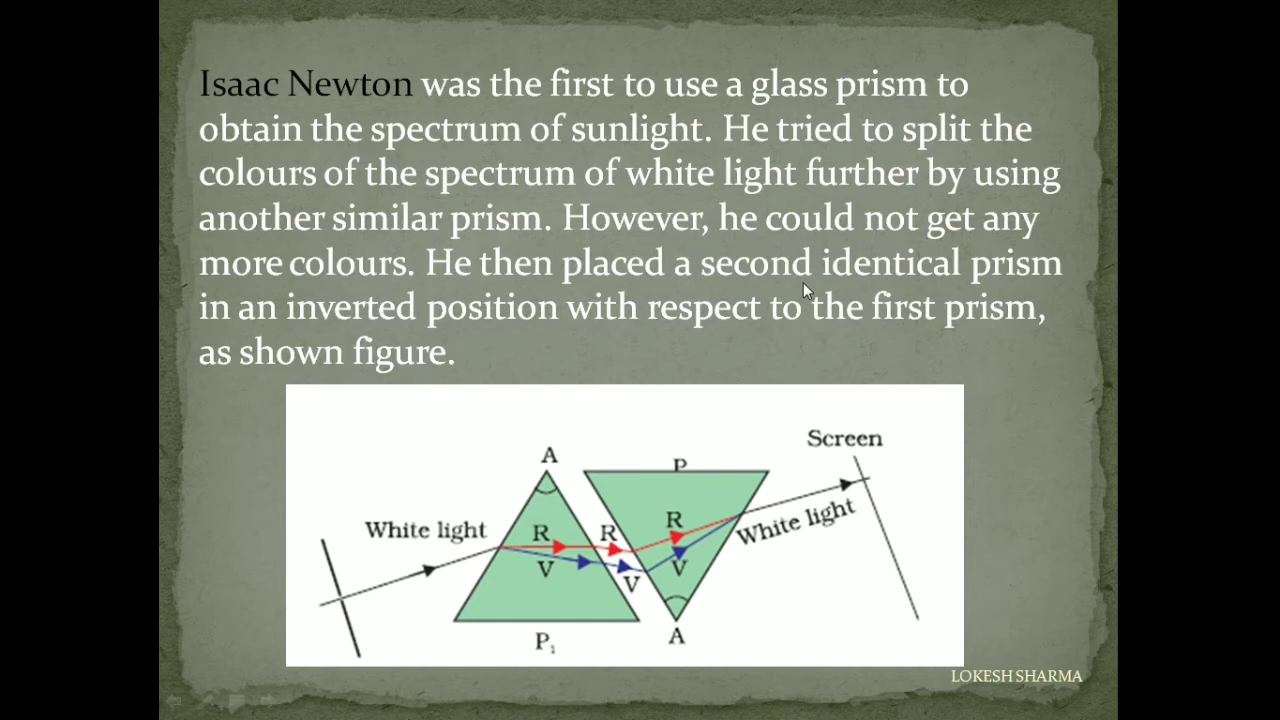 Isaac Newton was the first to use a glass prism to
obtain the spectrum of sunlight. He tried to split the
colours of the spectrum of white light further by using
another similar prism. However, he could not get any
more colours. He then placed a second identical prism
in an inverted position with respect to the first prism,
as shown figure.
Screen
A
P
White light
R
R
R
White light
V
V
V
A
P₁
LOKESH SHARMA